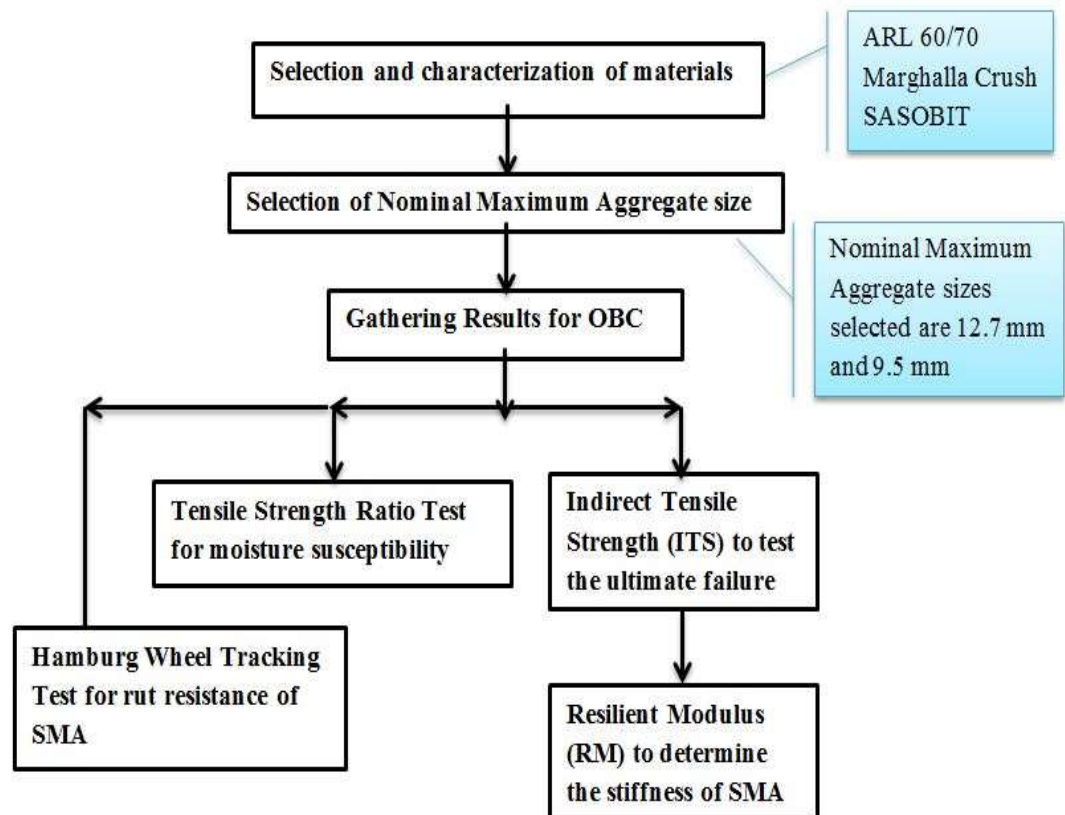 Selection and characterization of materials
ARL 60/70
Marghalla Crush
SASOBIT
Selection of Nominal Maximum Aggregate size
Nominal Maximum
Aggregate sizes
selected are 12.7 mm
and 9.5 mm
Gathering Results for OBC
Tensile Strength Ratio Test
for moisture susceptibility
Indirect Tensile
Strength (ITS) to test
the ultimate failure
Hamburg Wheel Tracking
Test for rut resistance of
SMA
Resilient Modulus
(RM) to determine
the stiffness of SMA